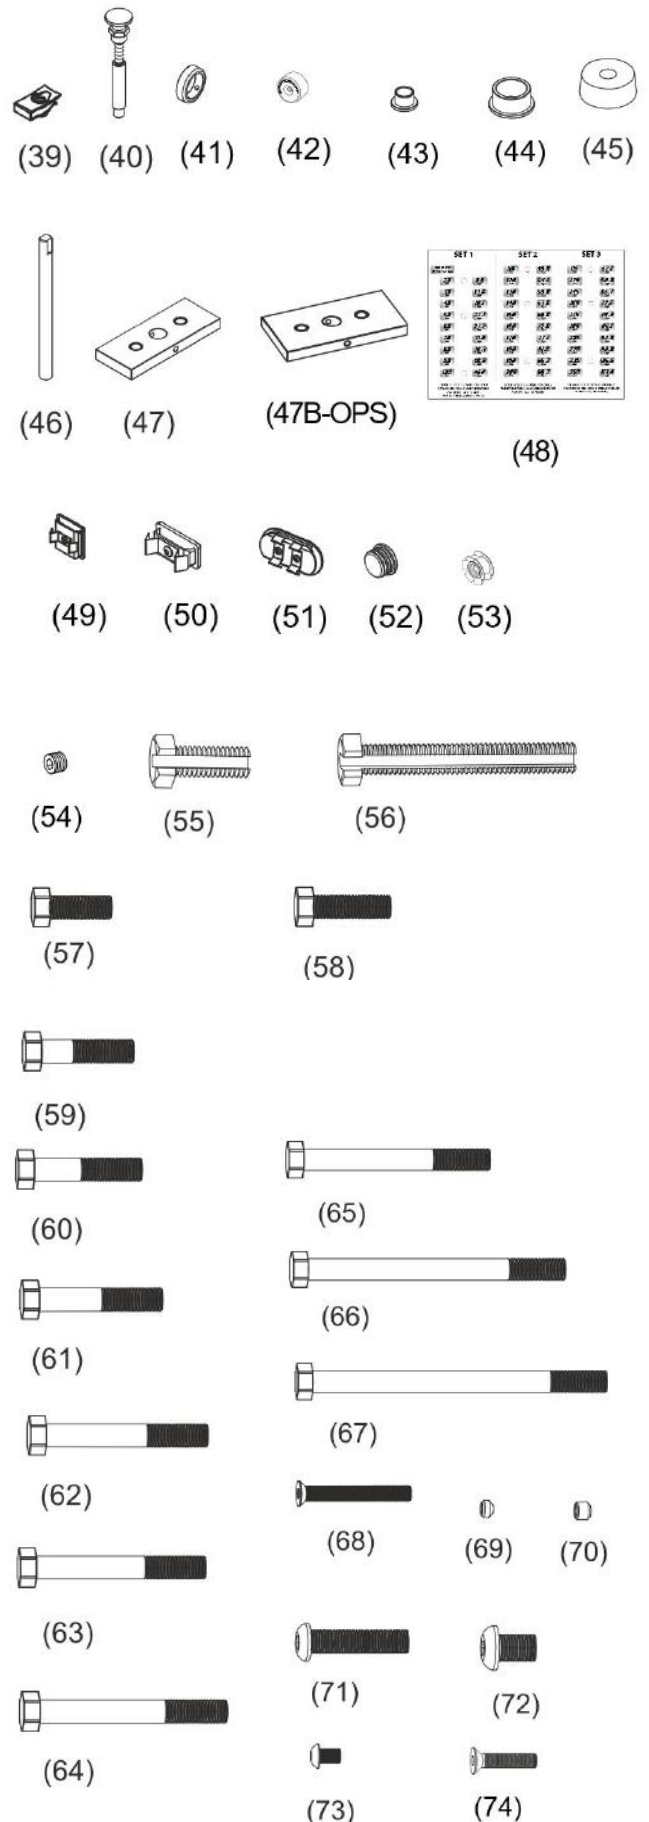 (39) (40) (41) (42) (43) (44) (45)
SET 1 SET 2 SET 3
(46) (47) (47B-OPS) (48)
(49) (50) (51) (52) (53)
(54) (55) (56)
(57) (58)
(59)
(60) (65)
(61) (66)
(62) (67)
(68) (69) (70)
(63)
(71) (72)
(64)
(73) (74)